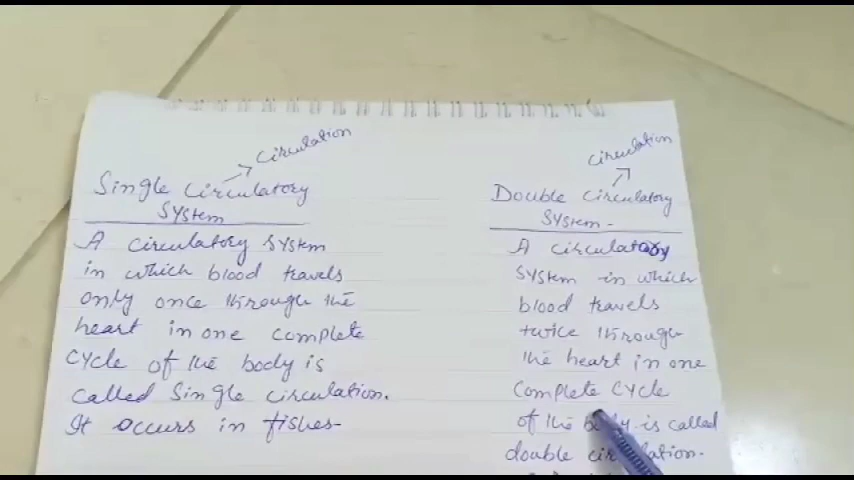 circulation
Single circulatory
System
A circulatory system
in which blood travels
only once through the
heart in one complete
cycle of the body is
called Single circulation.
It occurs in fishes-
circulation
Double circulatory
System-
A circulatory
System in which
blood travels
twice through
the heart in one
complete cycle
of the body is called
double circulation.